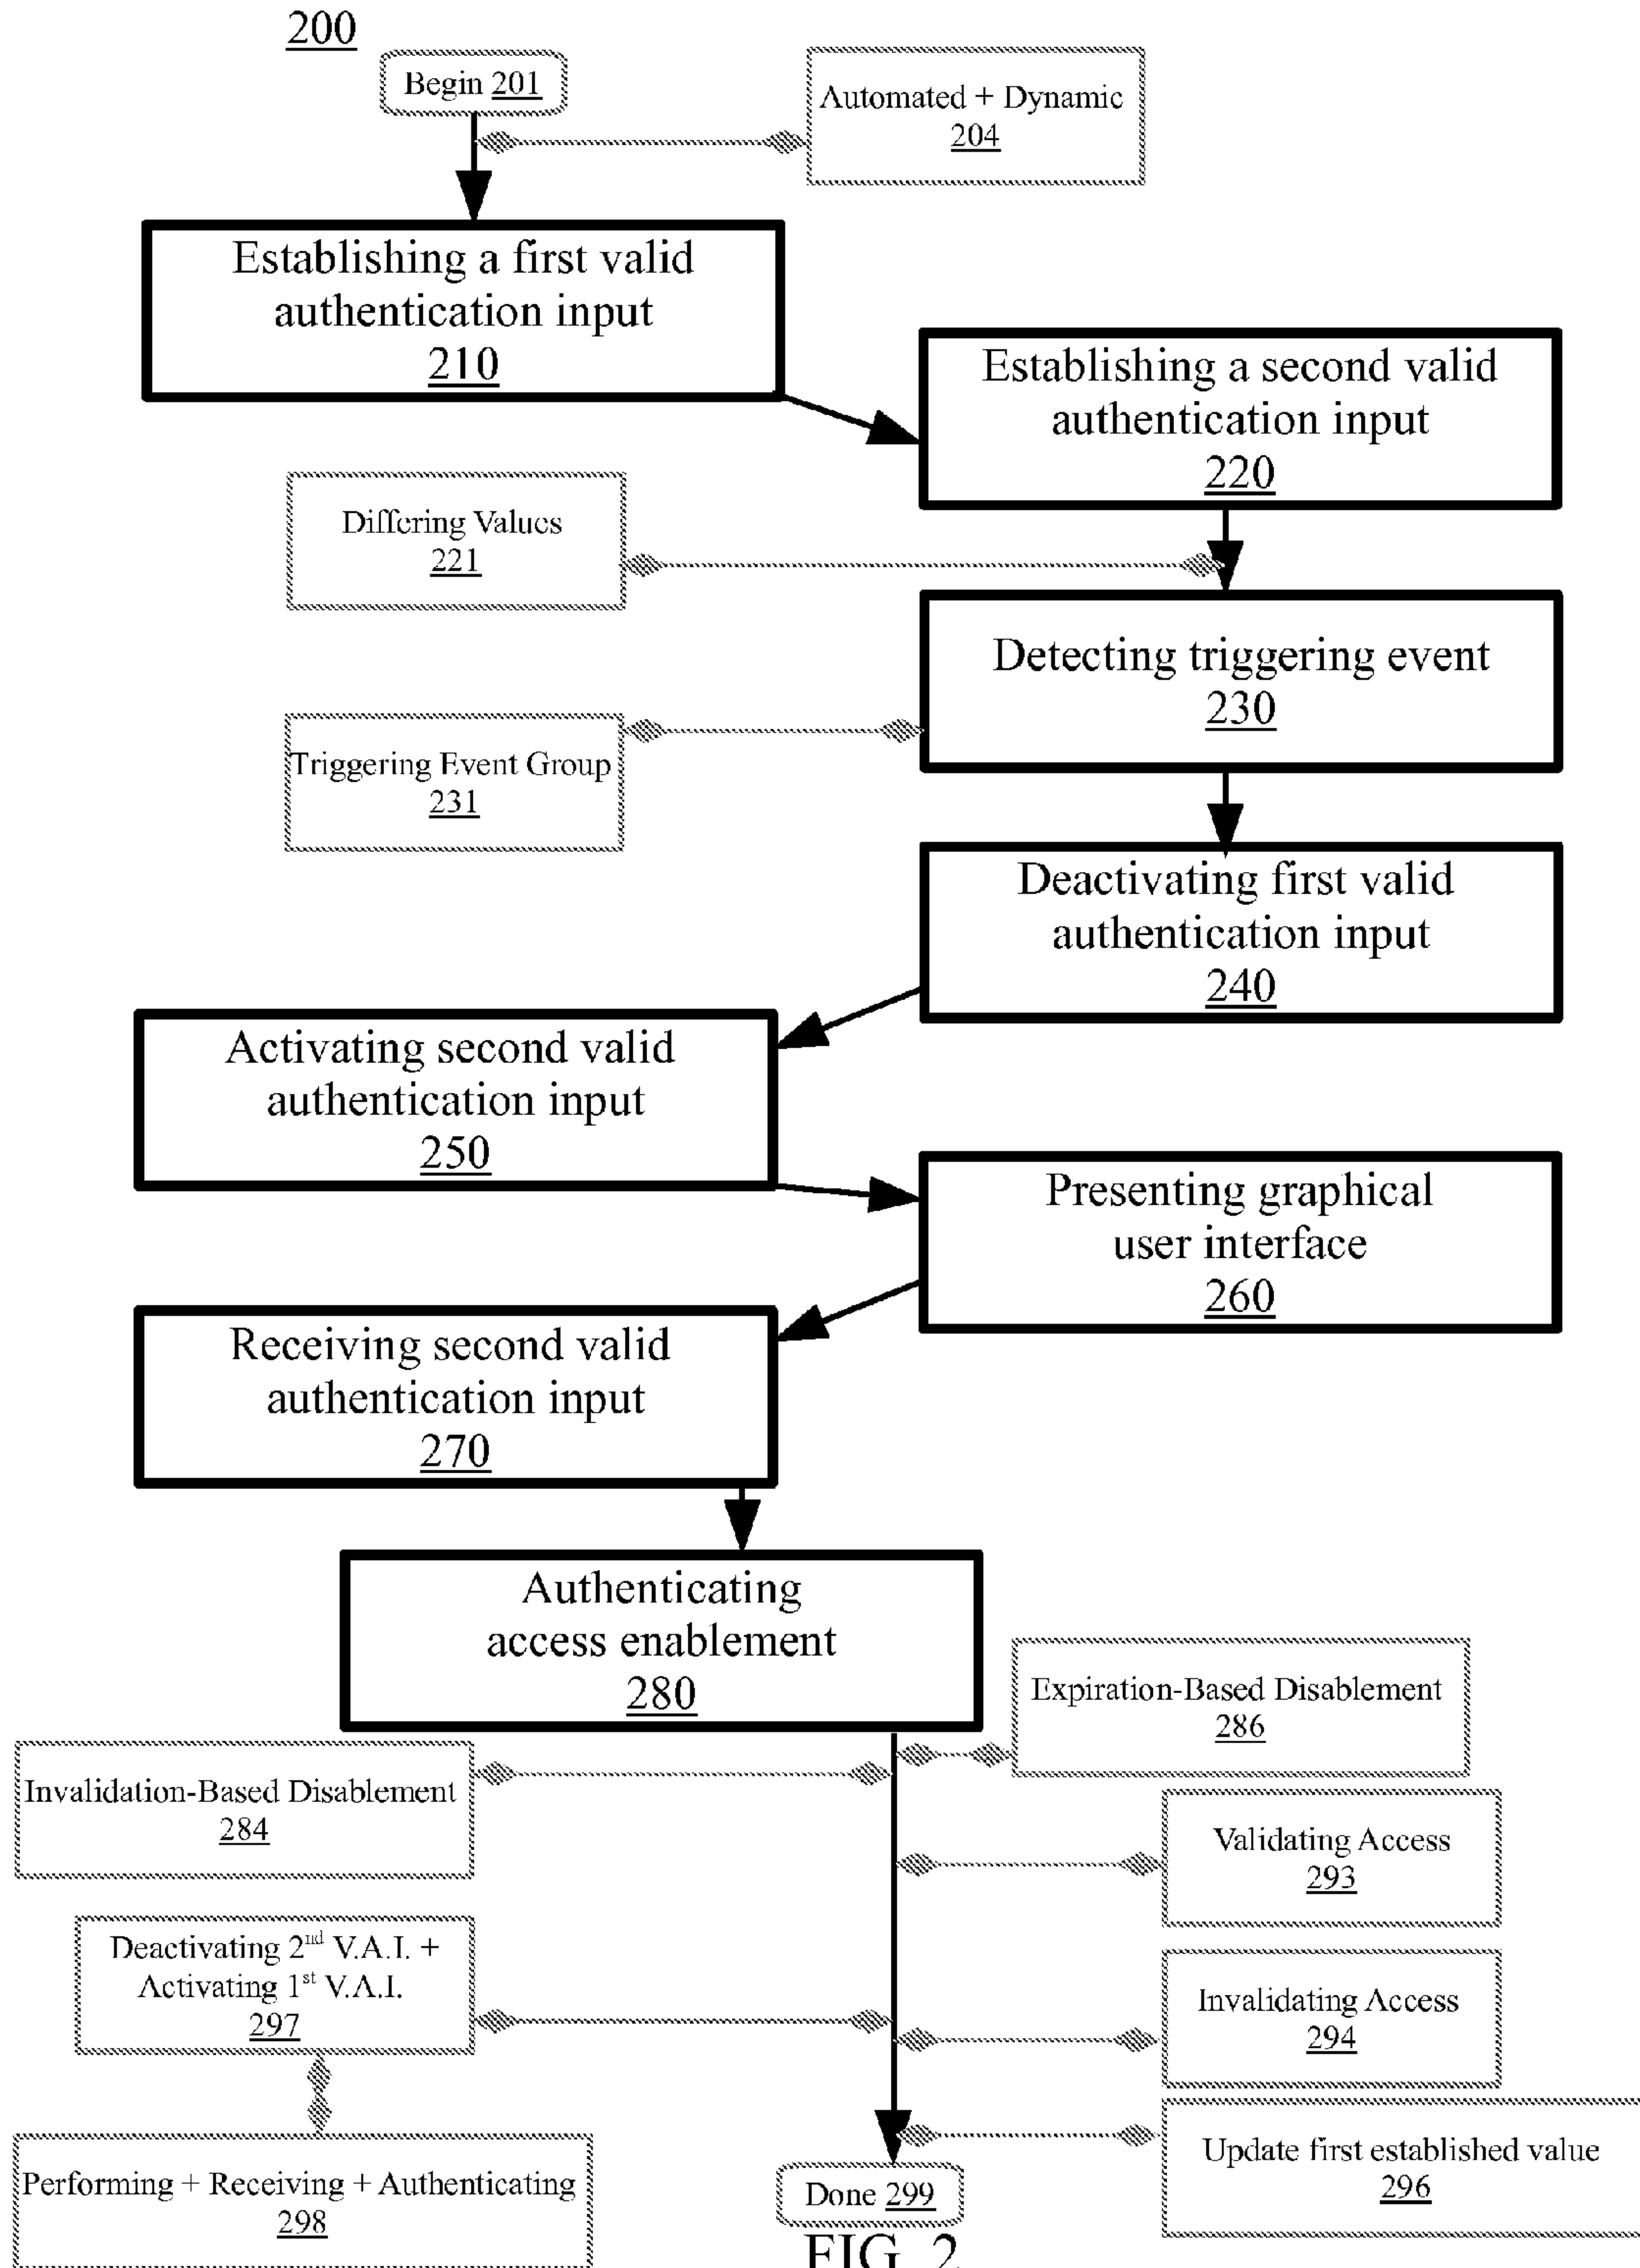 200
Begin 201
Automated + Dynamic
204
Establishing a first valid
authentication input
210
Establishing a second valid
authentication input
220
Differing Values
221
Detecting triggering event
230
Triggering Event Group
231
Deactivating first valid
authentication input
240
Activating second valid
authentication input
250
Presenting graphical
user interface
260
Receiving second valid
authentication input
270
Authenticating
access enablement
280
Expiration-Based Disablement
286
Invalidation-Based Disablement
284
Validating Access
293
Deactivating 2nd V.A.I. +
Activating 1st V.A.I.
297
Invalidating Access
294
Update first established value
296
Performing + Receiving + Authenticating
298
Done 299
FIG. 2